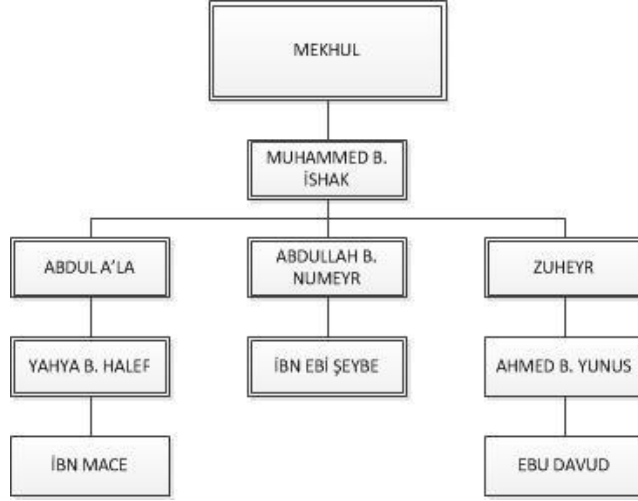 MEKHUL
MUHAMMED B.
İSHAK
ABDUL A'LA
ABDULLAH B.
NUMEYR
ZUHEYR
YAHYA B. HALEF
İBN EBİ ŞEYBE
AHMED B. YUNUS
İBN MACE
EBU DAVUD